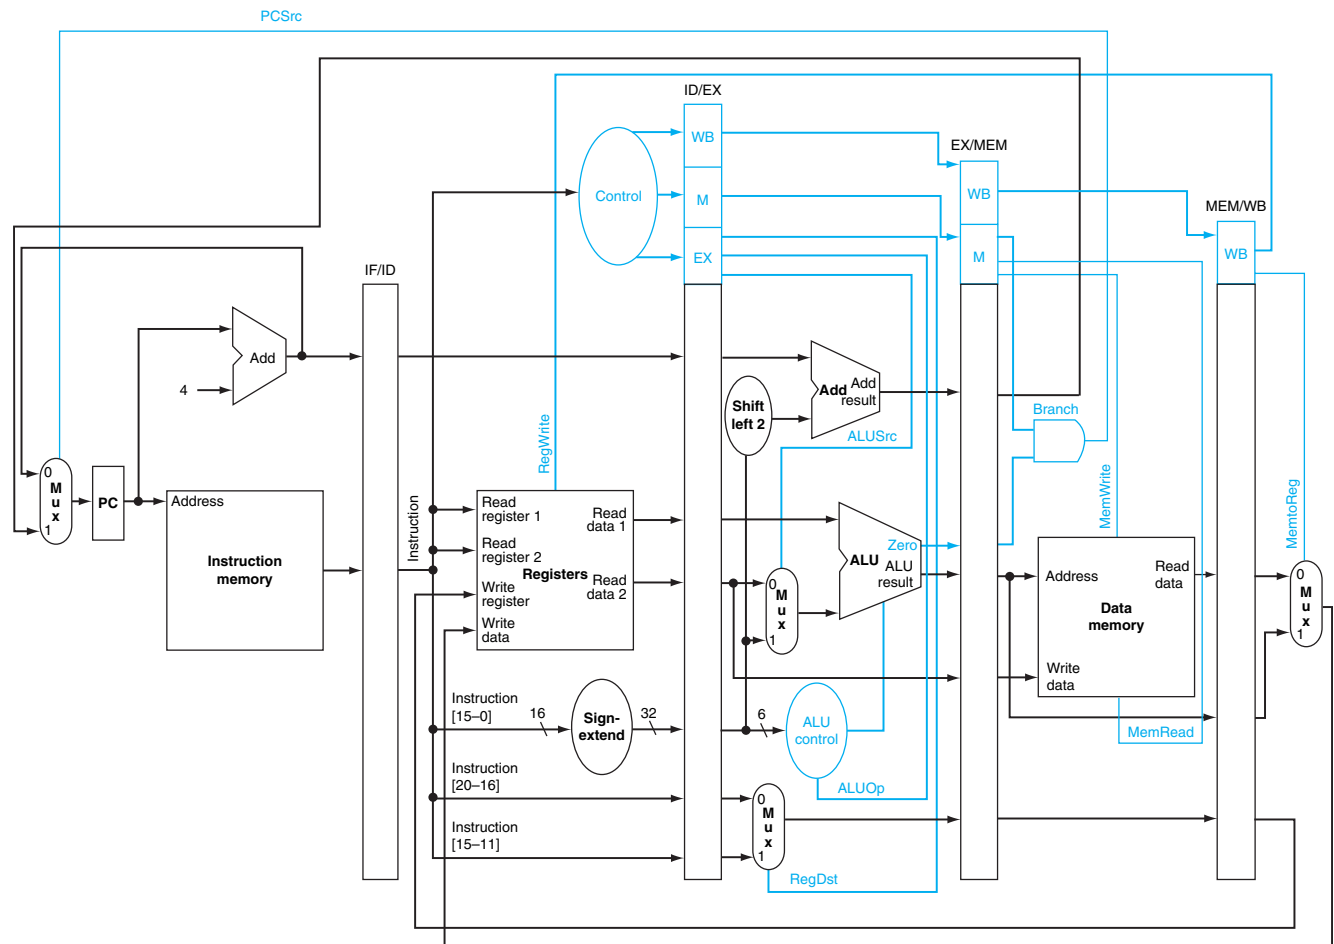 PCSrc
ID/EX
WB
EX/MEM
Control
M
WB
MEM/WB
EX
M
WB
IF/ID
Add
4
Shift
left 2
Add
Add
result
Branch
ALUSrc
RegWrite
MemWrite
MemtoReg
0
M
u
x
1
PC
Address
Instruction
memory
Instruction
Read
register 1
Read
data 1
Read
register 2
Registers
Read
data 2
Write
register
Write
data
0
M
u
x
1
Zero
ALU
ALU
result
Address
Read
data
Data
memory
Write
data
0
M
u
x
1
Instruction
[15–0]
16
Sign-
extend
32
6
ALU
control
MemRead
Instruction
[20–16]
ALUOp
0
M
u
x
1
Instruction
[15–11]
RegDst